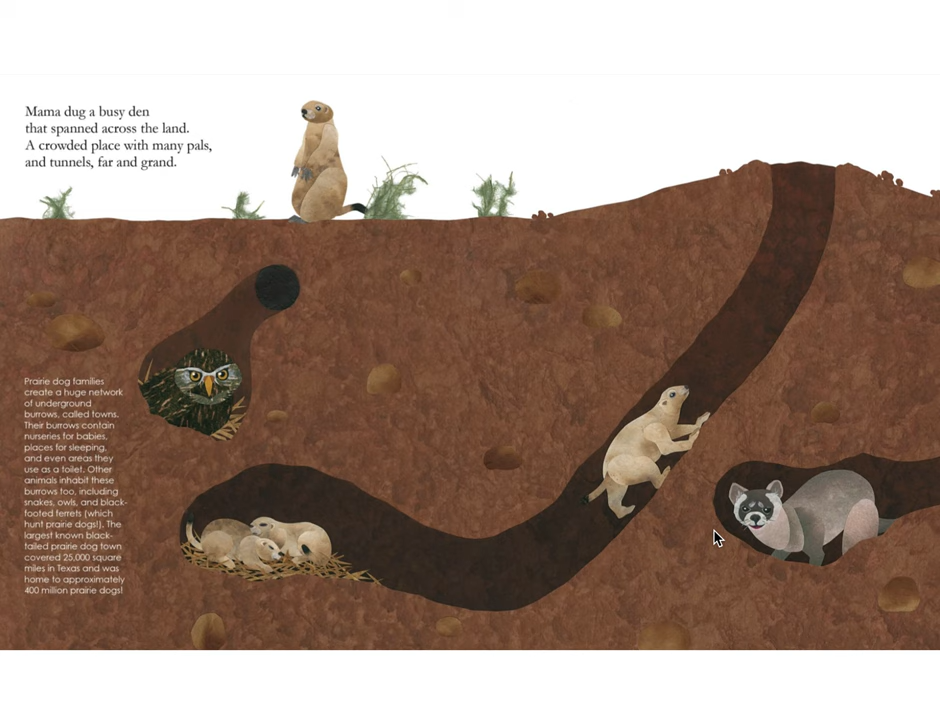 Mama dug a busy den
that spanned across the land.
A crowded place with many pals,
and tunnels, far and grand.
Prairie dog families
create a huge network
of underground
burrows, called towns.
Their burrows contain
nurseries for babies,
places for sleeping,
and even areas they
use as a toilet. Other
animals inhabit these
burrows too, including
snakes, owls, and black-
footed ferrets (which
hunt prairie dogs!). The
largest known black-
tailed prairie dog town
covered 25,000 square
miles in Texas and was
home to approximately
400 million prairie dogs!